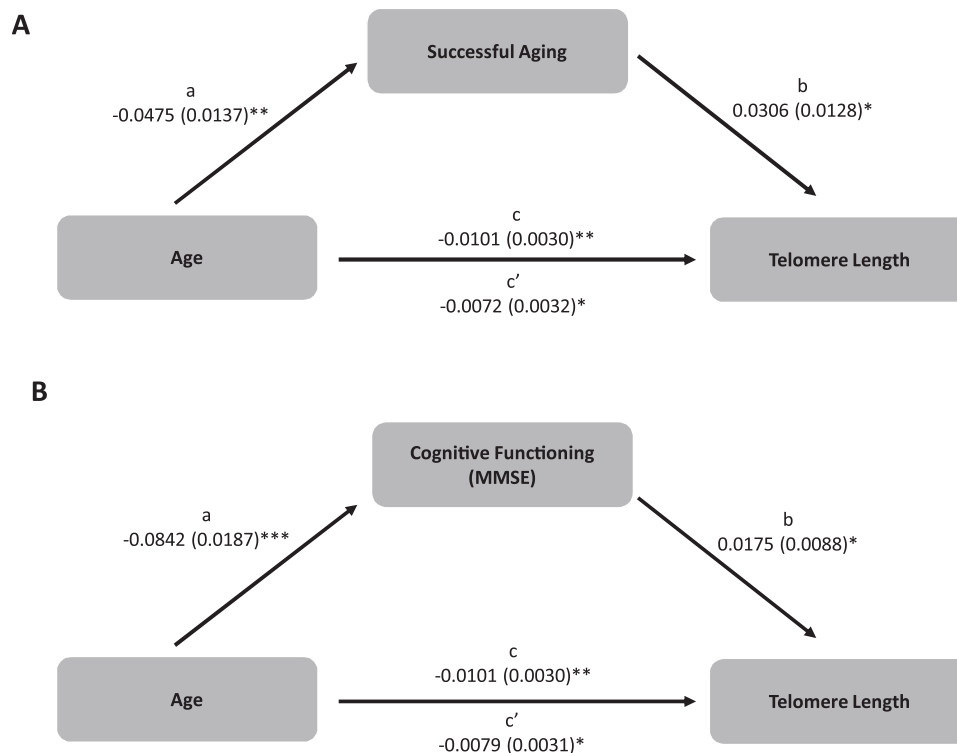 A
Successful Aging
a
-0.0475 (0.0137)**
b
0.0306 (0.0128)*
Age
c
-0.0101 (0.0030)**
c’
-0.0072 (0.0032)*
Telomere Length
B
Cognitive Functioning
(MMSE)
a
-0.0842 (0.0187)***
b
0.0175 (0.0088)*
Age
c
-0.0101 (0.0030)**
c’
-0.0079 (0.0031)*
Telomere Length